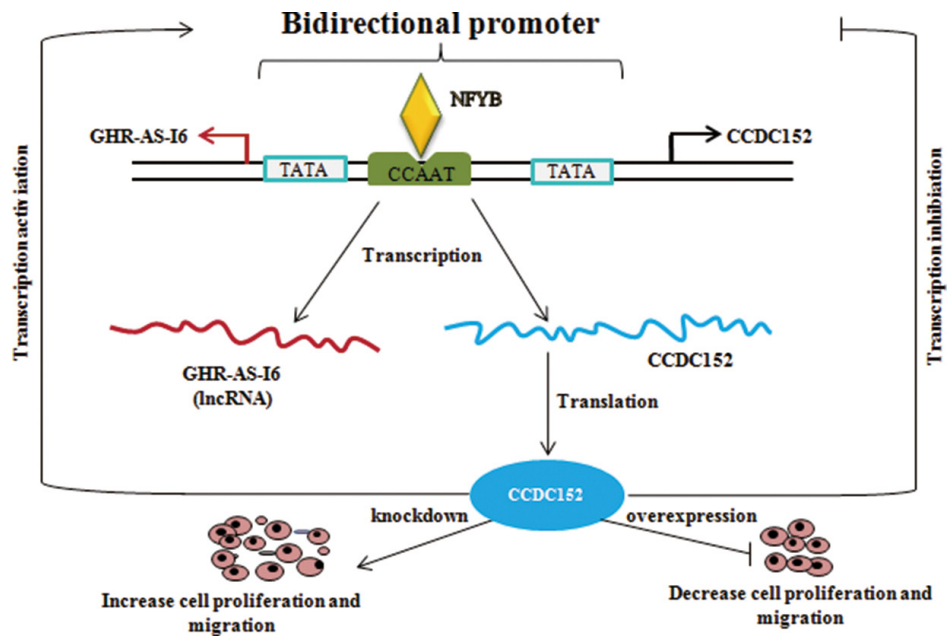 Bidirectional promoter
NFYB
GHR-AS-I6
CCDC152
TATA
CCAAT
TATA
Transcription activiation
Transcription inhibiation
Transcription
GHR-AS-I6
(lncRNA)
CCDC152
Translation
CCDC152
knockdown
overexpression
Increase cell proliferation and
migration
Decrease cell proliferation and
migration